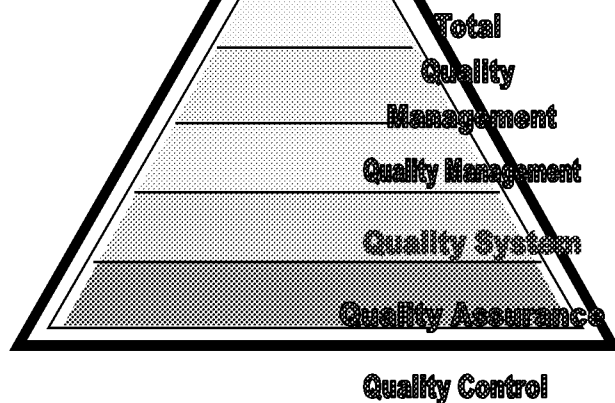 Total
Quality
Management
Quality Management
Quality System
Quality Assurance
Quality Control